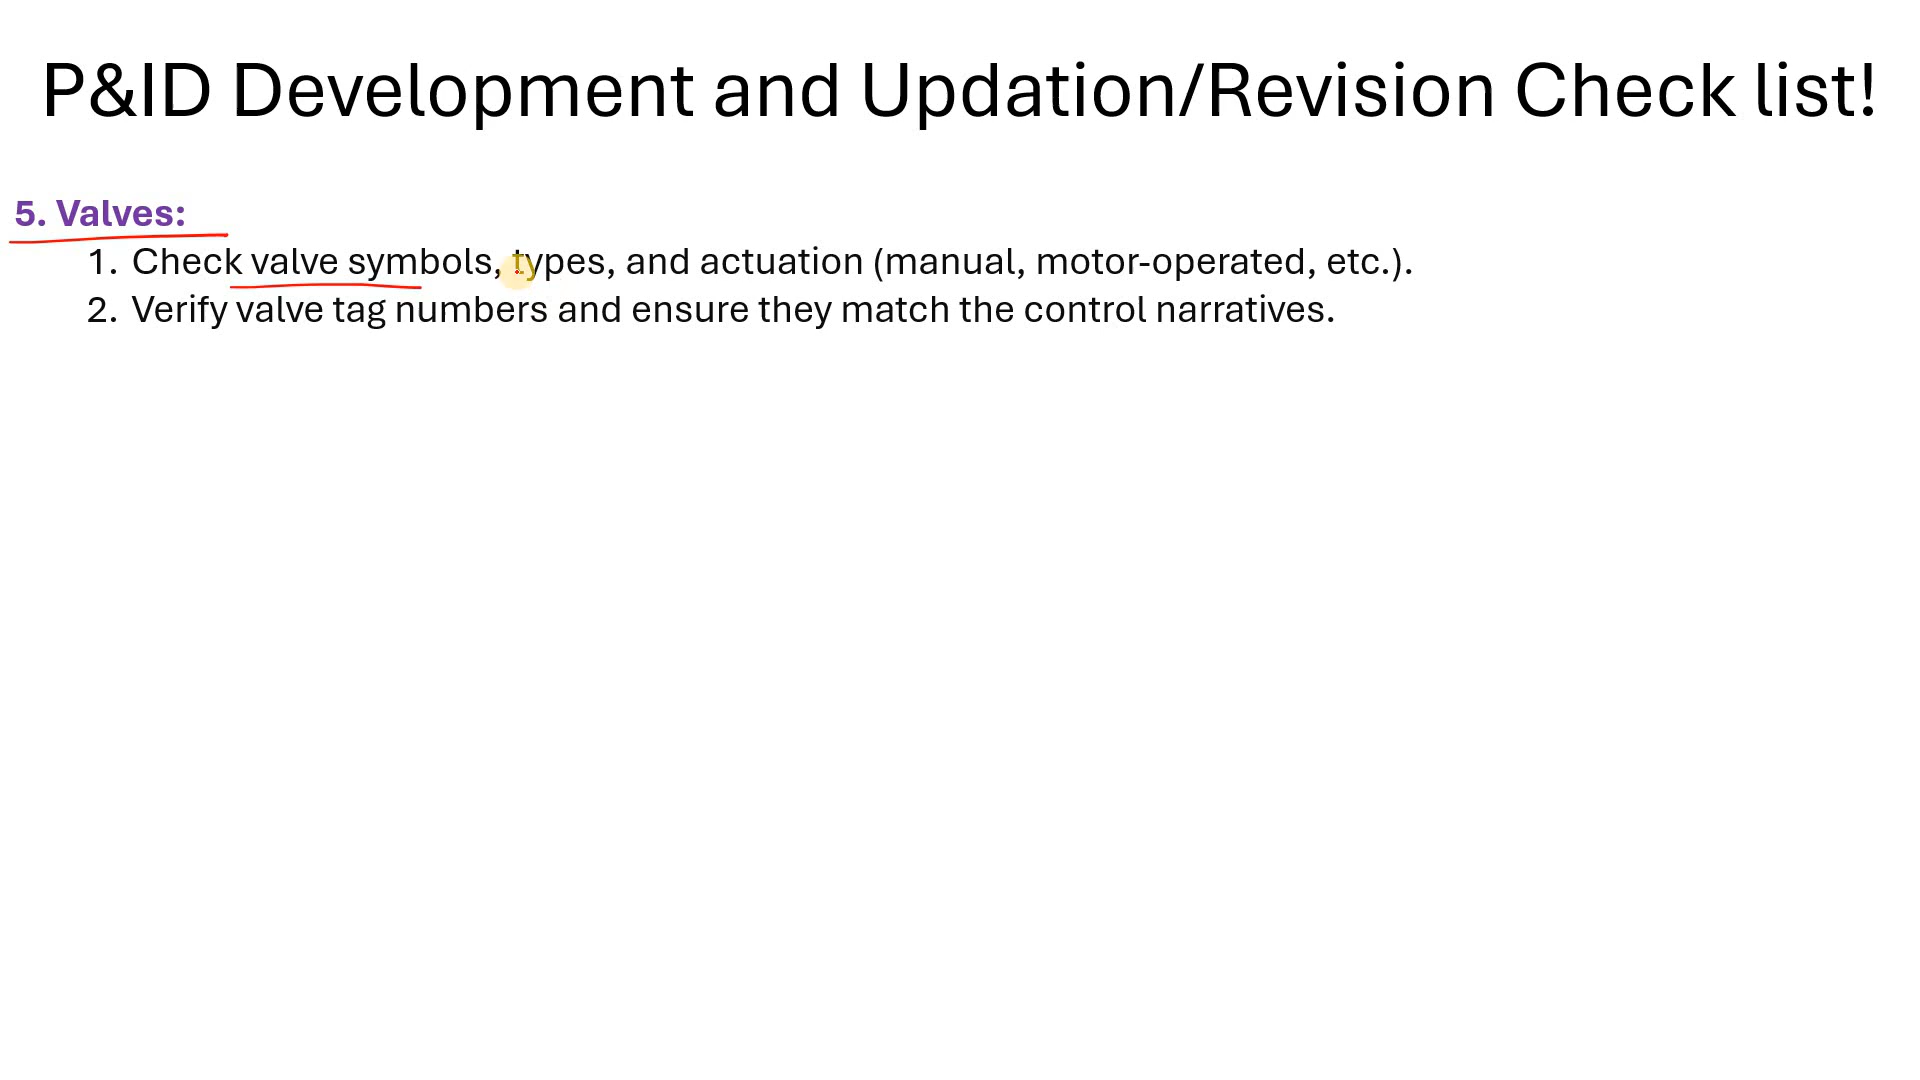 P&ID Development and Updation/Revision Check list!
5. Valves:
1. Check valve symbols, types, and actuation (manual, motor-operated, etc.).
2. Verify valve tag numbers and ensure they match the control narratives.